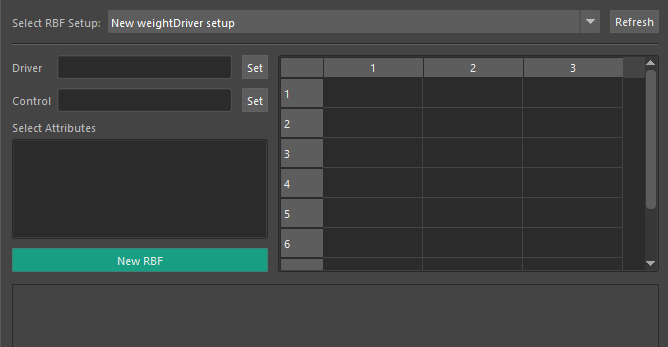 Select RBF Setup: New weightDriver setup Refresh
Driver Set
Control Set
Select Attributes
New RBF
1 2 3
1
2
3
4
5
6